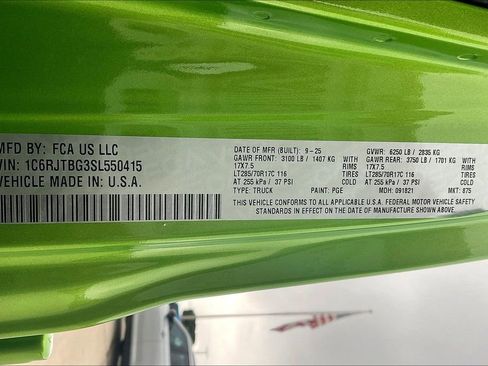 MFD BY: FCA US LLC
VIN: 1C6RJTBG3SL550415
VEHICLE MADE IN: U.S.A.
DATE OF MFR (BUILT): 9-25
GAWR FRONT: 3100 LB / 1407 KG
17X7.5 RIMS
LT285/70R17C 116 TIRES
AT 255 kPa / 37 PSI COLD
TYPE: TRUCK PAINT: PGE
GVWR: 6250 LB / 2835 KG
GAWR REAR: 3750 LB / 1701 KG
17X7.5 RIMS
LT285/70R17C 116 TIRES
AT 255 kPa / 37 PSI COLD
MDH: 091821 MKT: 875
THIS VEHICLE CONFORMS TO ALL APPLICABLE U.S.A. FEDERAL MOTOR VEHICLE SAFETY
STANDARDS IN EFFECT ON THE DATE OF MANUFACTURE SHOWN ABOVE.